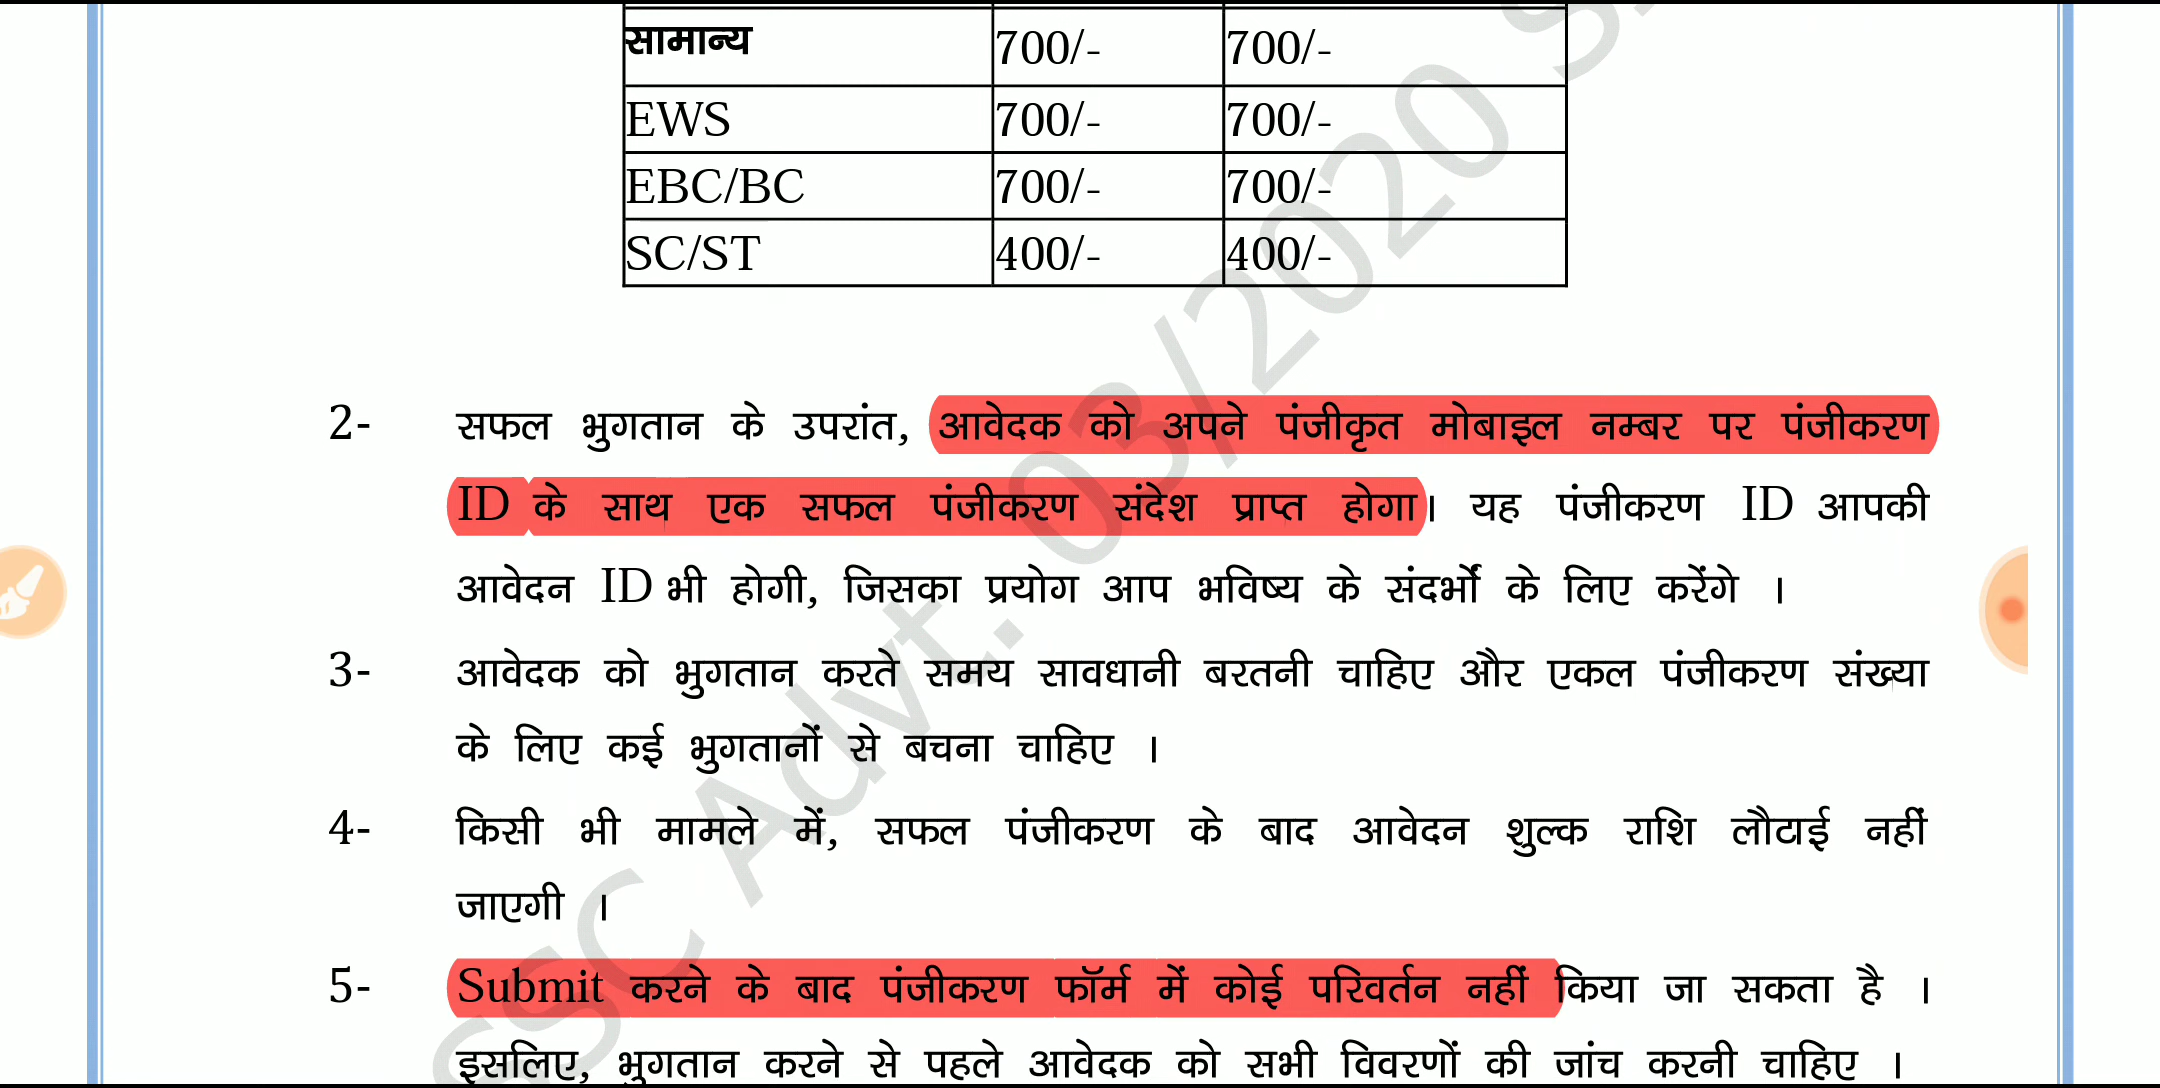 सामान्य 700/- 700/-
EWS 700/- 700/-
EBC/BC 700/- 700/-
SC/ST 400/- 400/-
2- सफल भुगतान के उपरांत, आवेदक को अपने पंजीकृत मोबाइल नम्बर पर पंजीकरण
ID के साथ एक सफल पंजीकरण संदेश प्राप्त होगा। यह पंजीकरण ID आपकी
आवेदन ID भी होगी, जिसका प्रयोग आप भविष्य के संदर्भों के लिए करेंगे ।
3- आवेदक को भुगतान करते समय सावधानी बरतनी चाहिए और एकल पंजीकरण संख्या
के लिए कई भुगतानों से बचना चाहिए ।
4- किसी भी मामले में, सफल पंजीकरण के बाद आवेदन शुल्क राशि लौटाई नहीं
जाएगी ।
5- Submit करने के बाद पंजीकरण फॉर्म में कोई परिवर्तन नहीं किया जा सकता है ।
इसलिए, भुगतान करने से पहले आवेदक को सभी विवरणों की जांच करनी चाहिए ।
SSC Advt. 03/2020